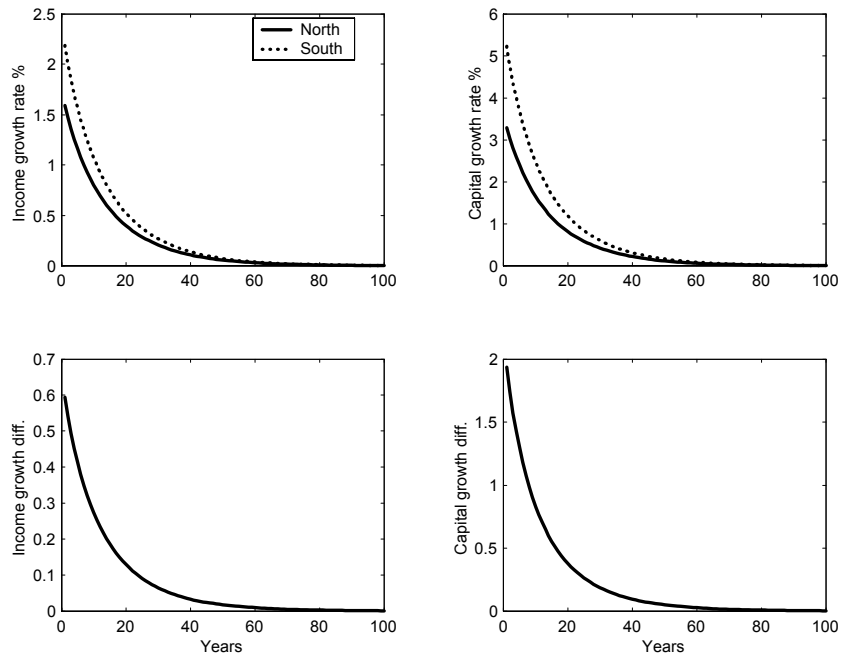 2.5
2
1.5
1
0.5
0
0 20 40 60 80 100
Income growth rate %
North
South
6
5
4
3
2
1
0
0 20 40 60 80 100
Capital growth rate %
0.7
0.6
0.5
0.4
0.3
0.2
0.1
0
0 20 40 60 80 100
Income growth diff.
Years
2
1.5
1
0.5
0
0 20 40 60 80 100
Capital growth diff.
Years